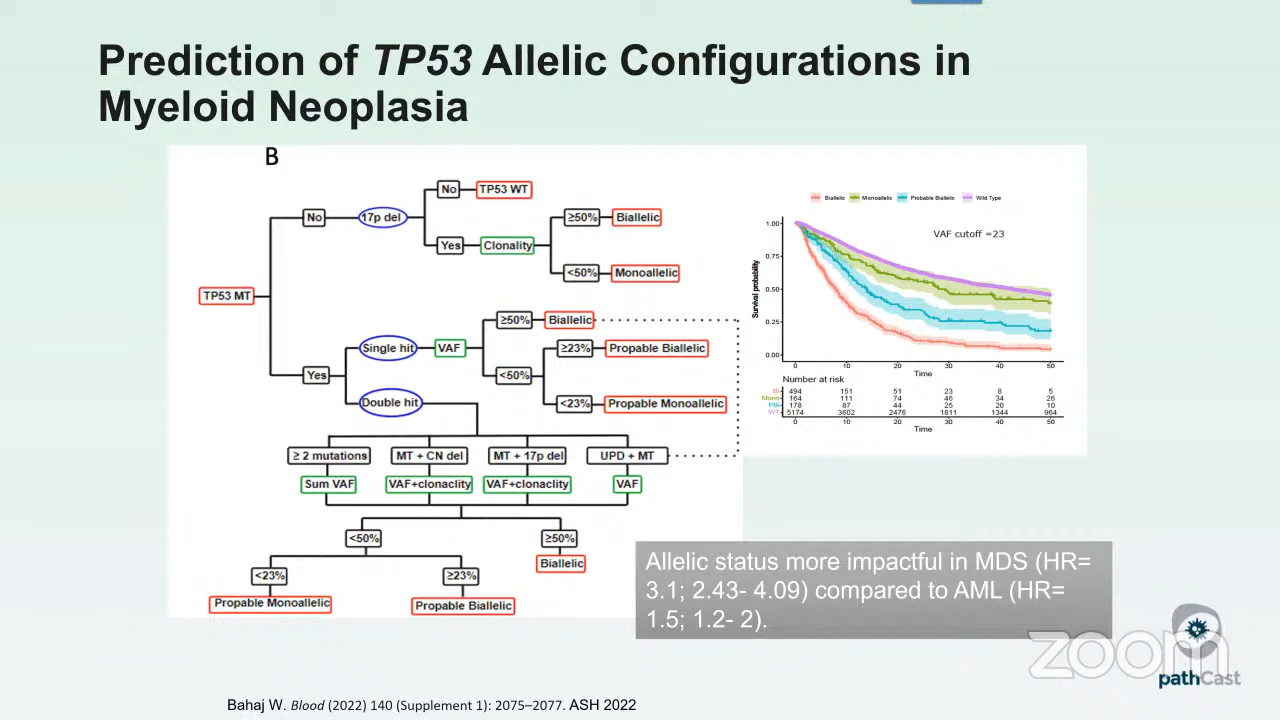 Prediction of TP53 Allelic Configurations in
Myeloid Neoplasia
B
No
TP53 WT
No
17p del
≥50%
Biallelic
Yes
Clonality
<50%
Monoallelic
TP53 MT
≥50%
Biallelic
Single hit
VAF
≥23%
Propable Biallelic
Yes
<50%
Double hit
<23%
Propable Monoallelic
≥ 2 mutations
MT + CN del
MT + 17p del
UPD + MT
Sum VAF
VAF+clonaclity
VAF+clonaclity
VAF
<50%
≥50%
Biallelic
<23%
≥23%
Propable Monoallelic
Propable Biallelic
Biallelic Monoallelic Probable Biallelic Wild Type
VAF cutoff =23
Survival probability
1.00
0.75
0.50
0.25
0.00
0 10 20 30 40 50
Time
Number at risk
Bi 494 151 51 23 8 5
Mono 164 111 74 46 34 26
PBi 178 87 44 25 20 10
WT 5174 3602 2476 1811 1344 964
0 10 20 30 40 50
Time
Allelic status more impactful in MDS (HR=
3.1; 2.43- 4.09) compared to AML (HR=
1.5; 1.2- 2).
zoom
pathCast
Bahaj W. Blood (2022) 140 (Supplement 1): 2075–2077. ASH 2022